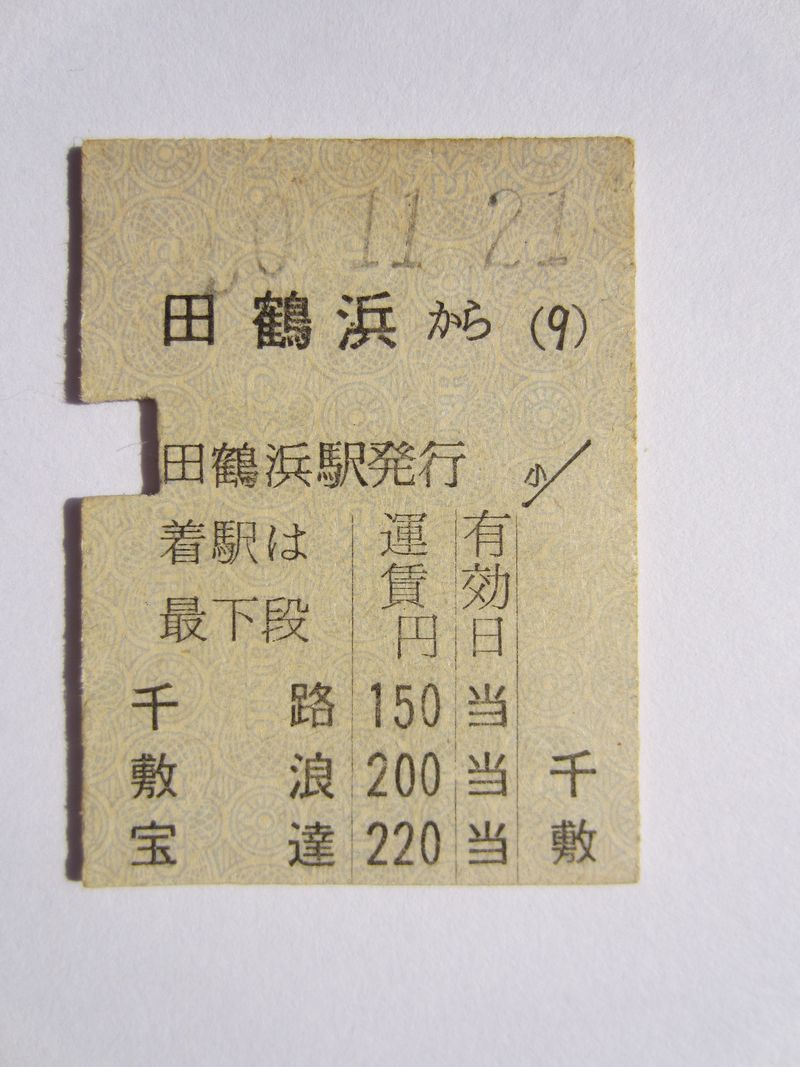 0 11 21
田鶴浜から (9)
田鶴浜駅発行 小
着駅は 最下段 運賃円 有効日
千路 150 当
敷浪 200 当 千
宝達 220 当 敷